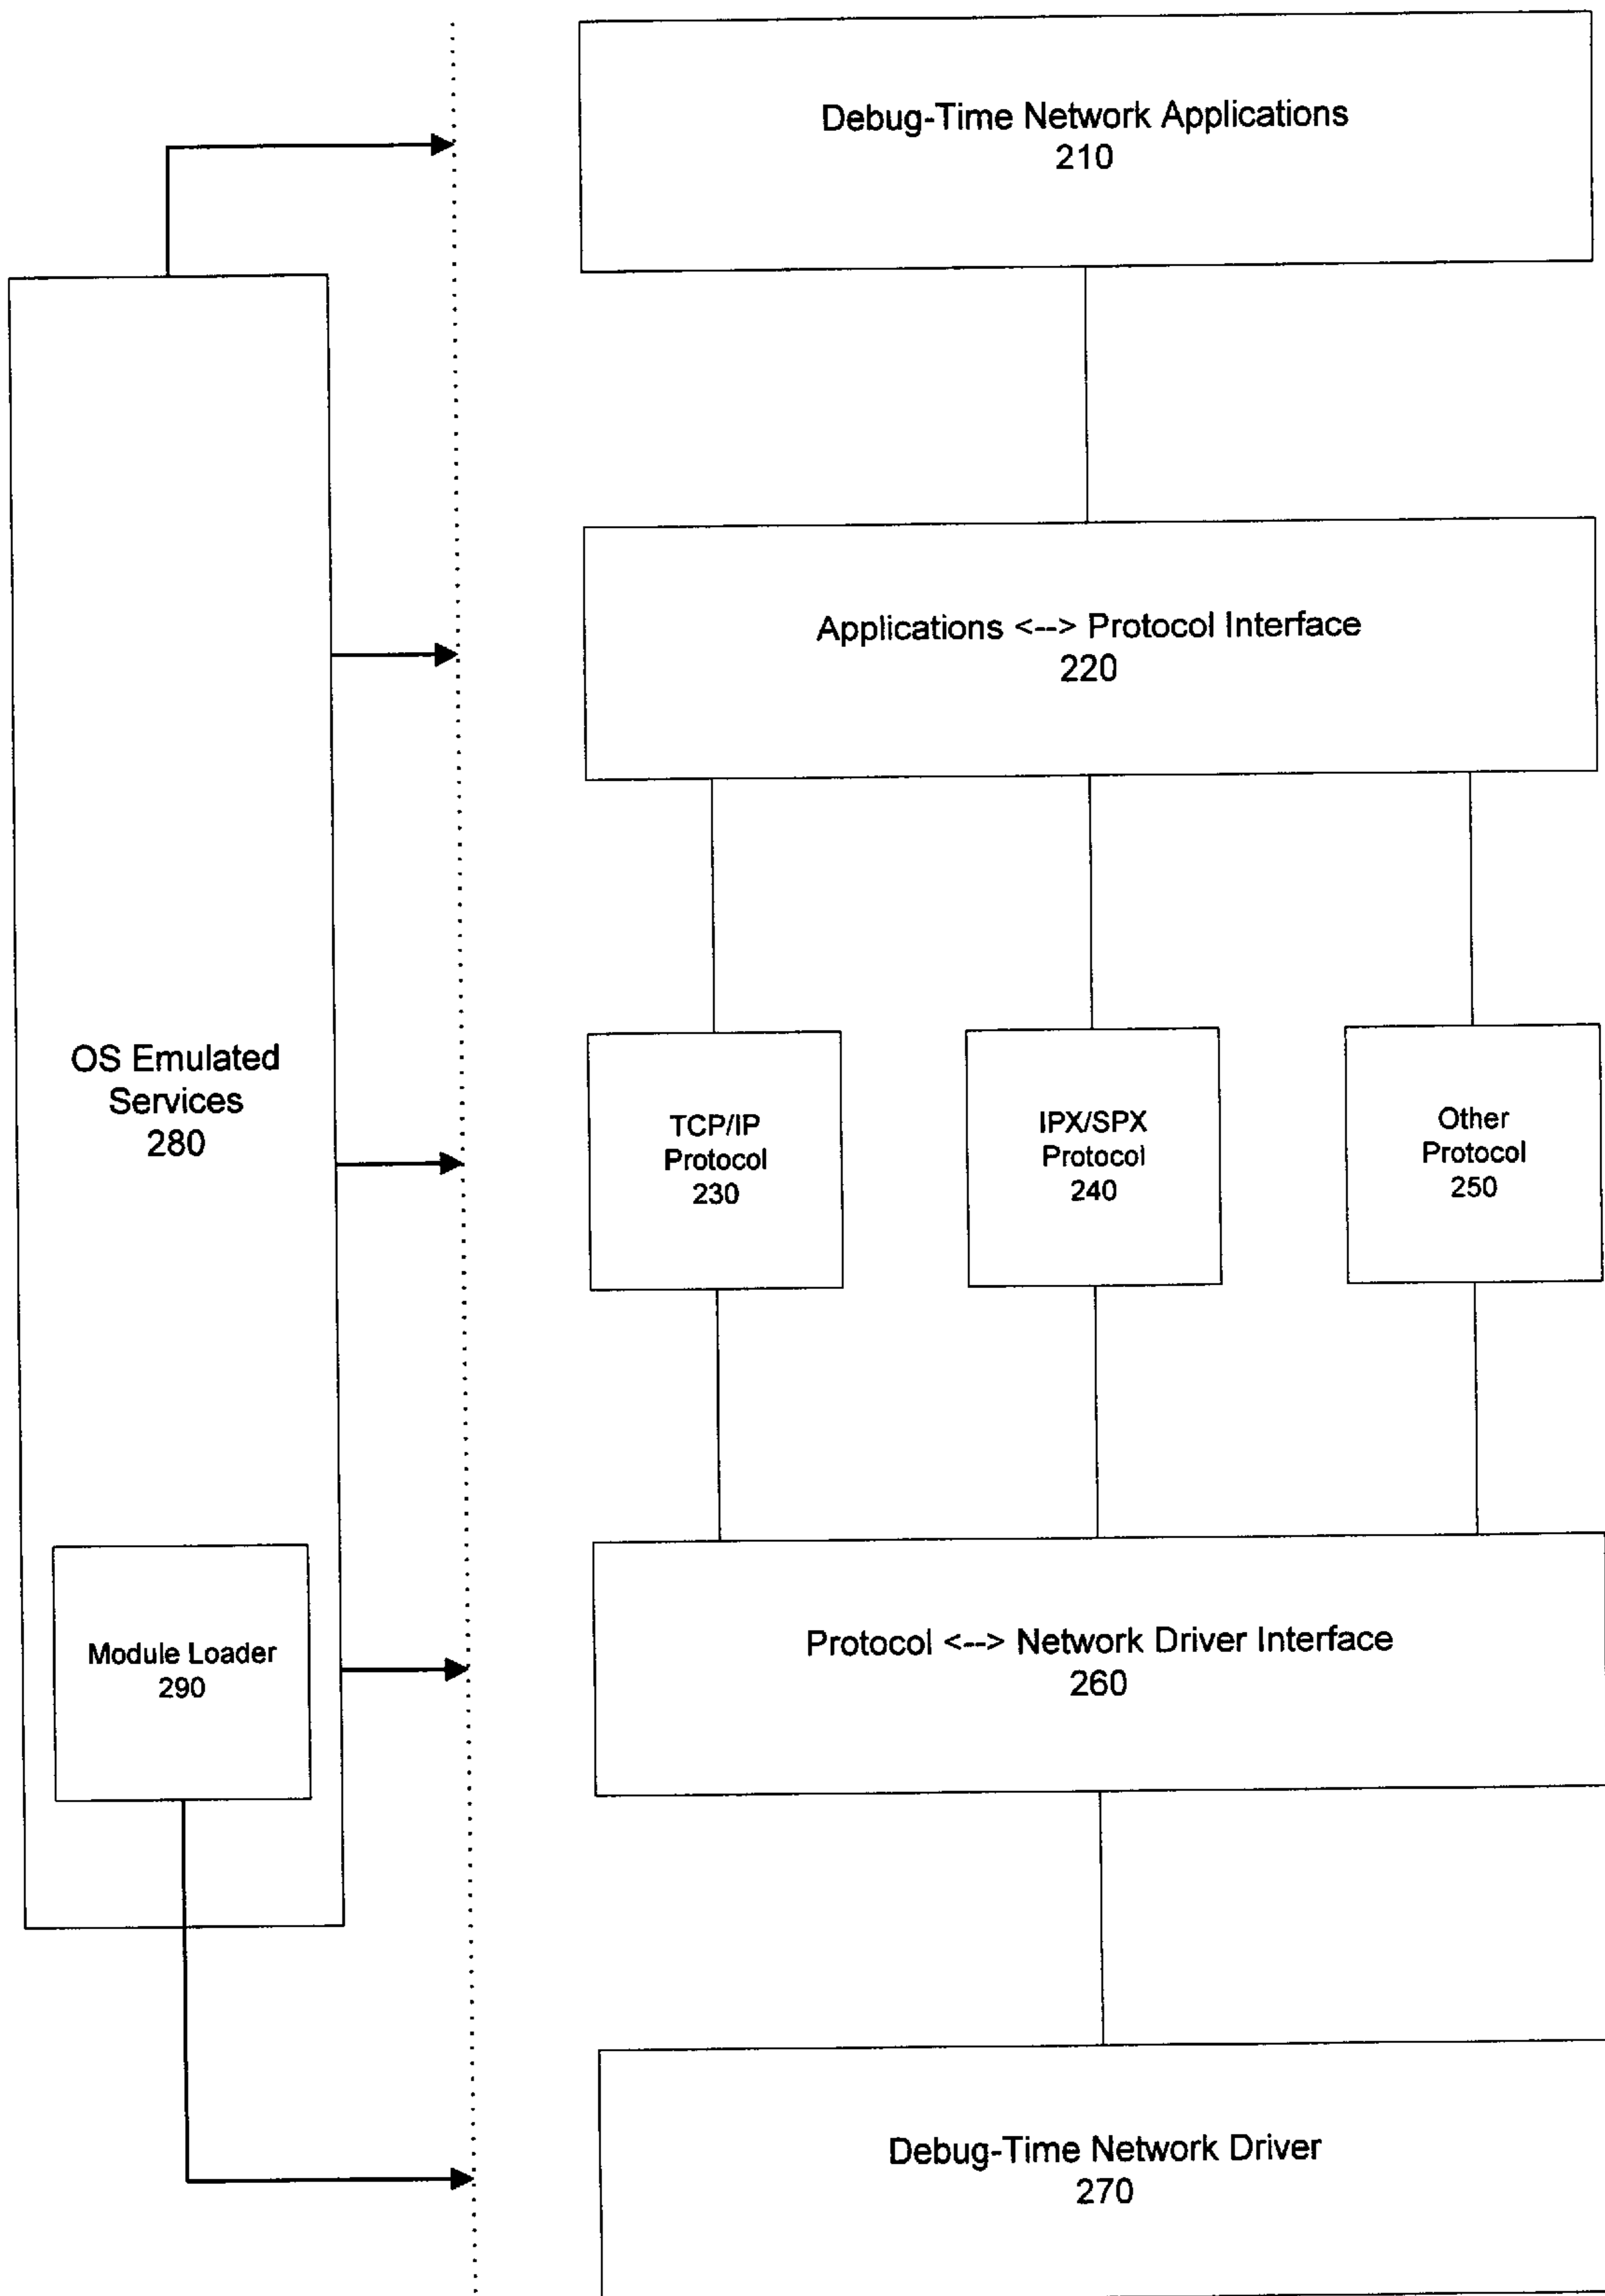 Debug-Time Network Applications
210
Applications <--> Protocol Interface
220
OS Emulated
Services
280
TCP/IP
Protocol
230
IPX/SPX
Protocol
240
Other
Protocol
250
Module Loader
290
Protocol <--> Network Driver Interface
260
Debug-Time Network Driver
270